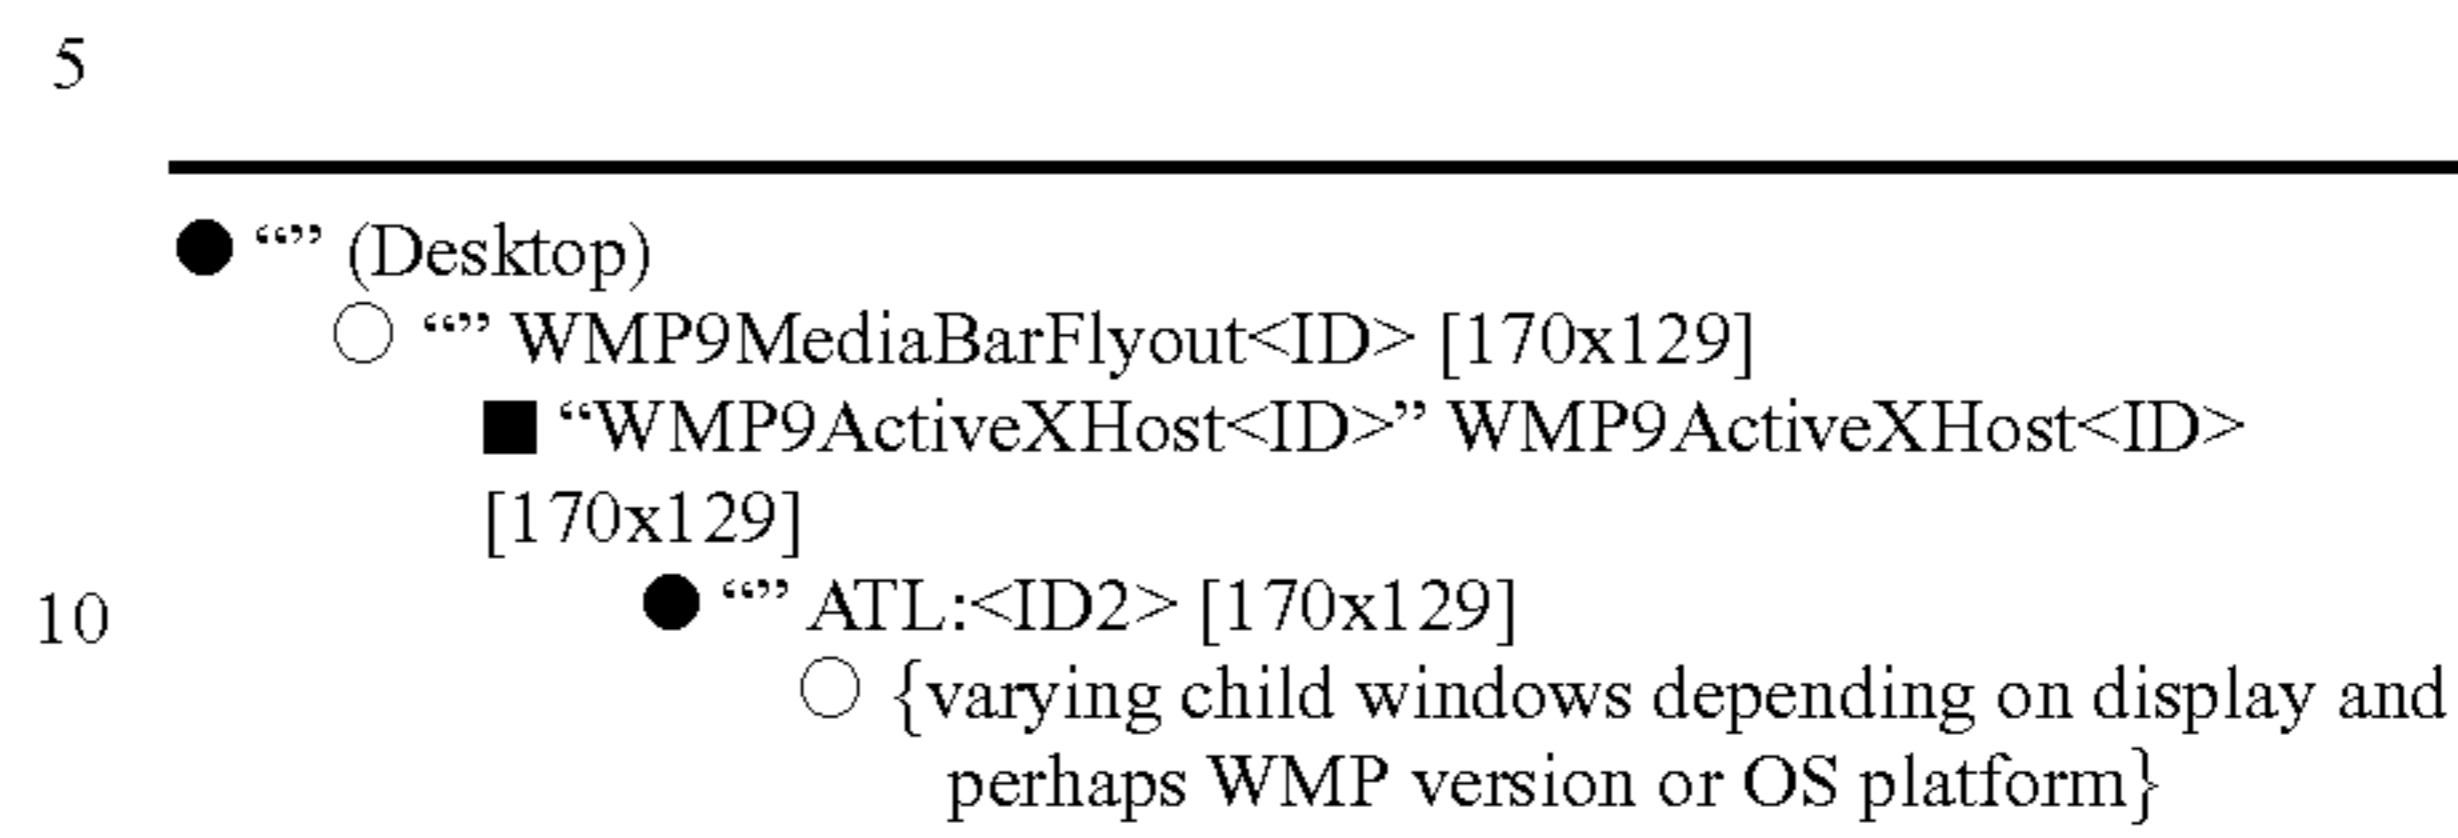 5
● “” (Desktop)
○ “” WMP9MediaBarFlyout<ID> [170x129]
■ “WMP9ActiveXHost<ID>” WMP9ActiveXHost<ID>
[170x129]
10 ● “” ATL:<ID2> [170x129]
○ {varying child windows depending on display and
perhaps WMP version or OS platform}